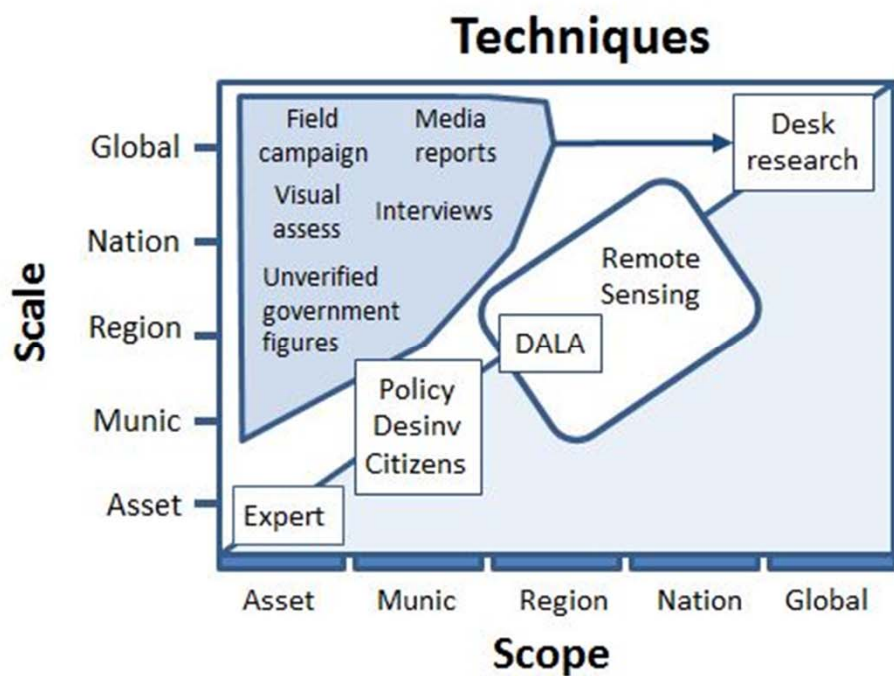 Techniques
Scale
Global
Nation
Region
Munic
Asset
Field
campaign
Media
reports
Visual
assess
Interviews
Unverified
government
figures
Desk
research
Remote
Sensing
DALA
Policy
Desinv
Citizens
Expert
Asset
Munic
Region
Nation
Global
Scope